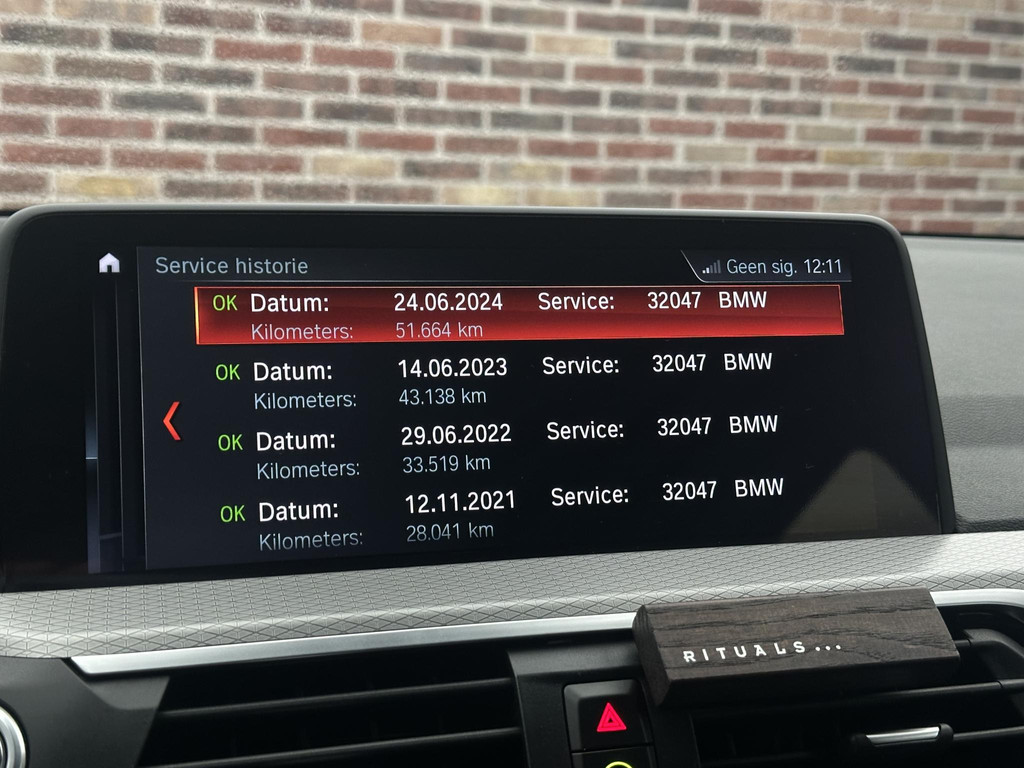 Service historie
Geen sig. 12:11
OK Datum: 24.06.2024 Service: 32047 BMW
Kilometers: 51.664 km
OK Datum: 14.06.2023 Service: 32047 BMW
Kilometers: 43.138 km
OK Datum: 29.06.2022 Service: 32047 BMW
Kilometers: 33.519 km
OK Datum: 12.11.2021 Service: 32047 BMW
Kilometers: 28.041 km
RITUALS...